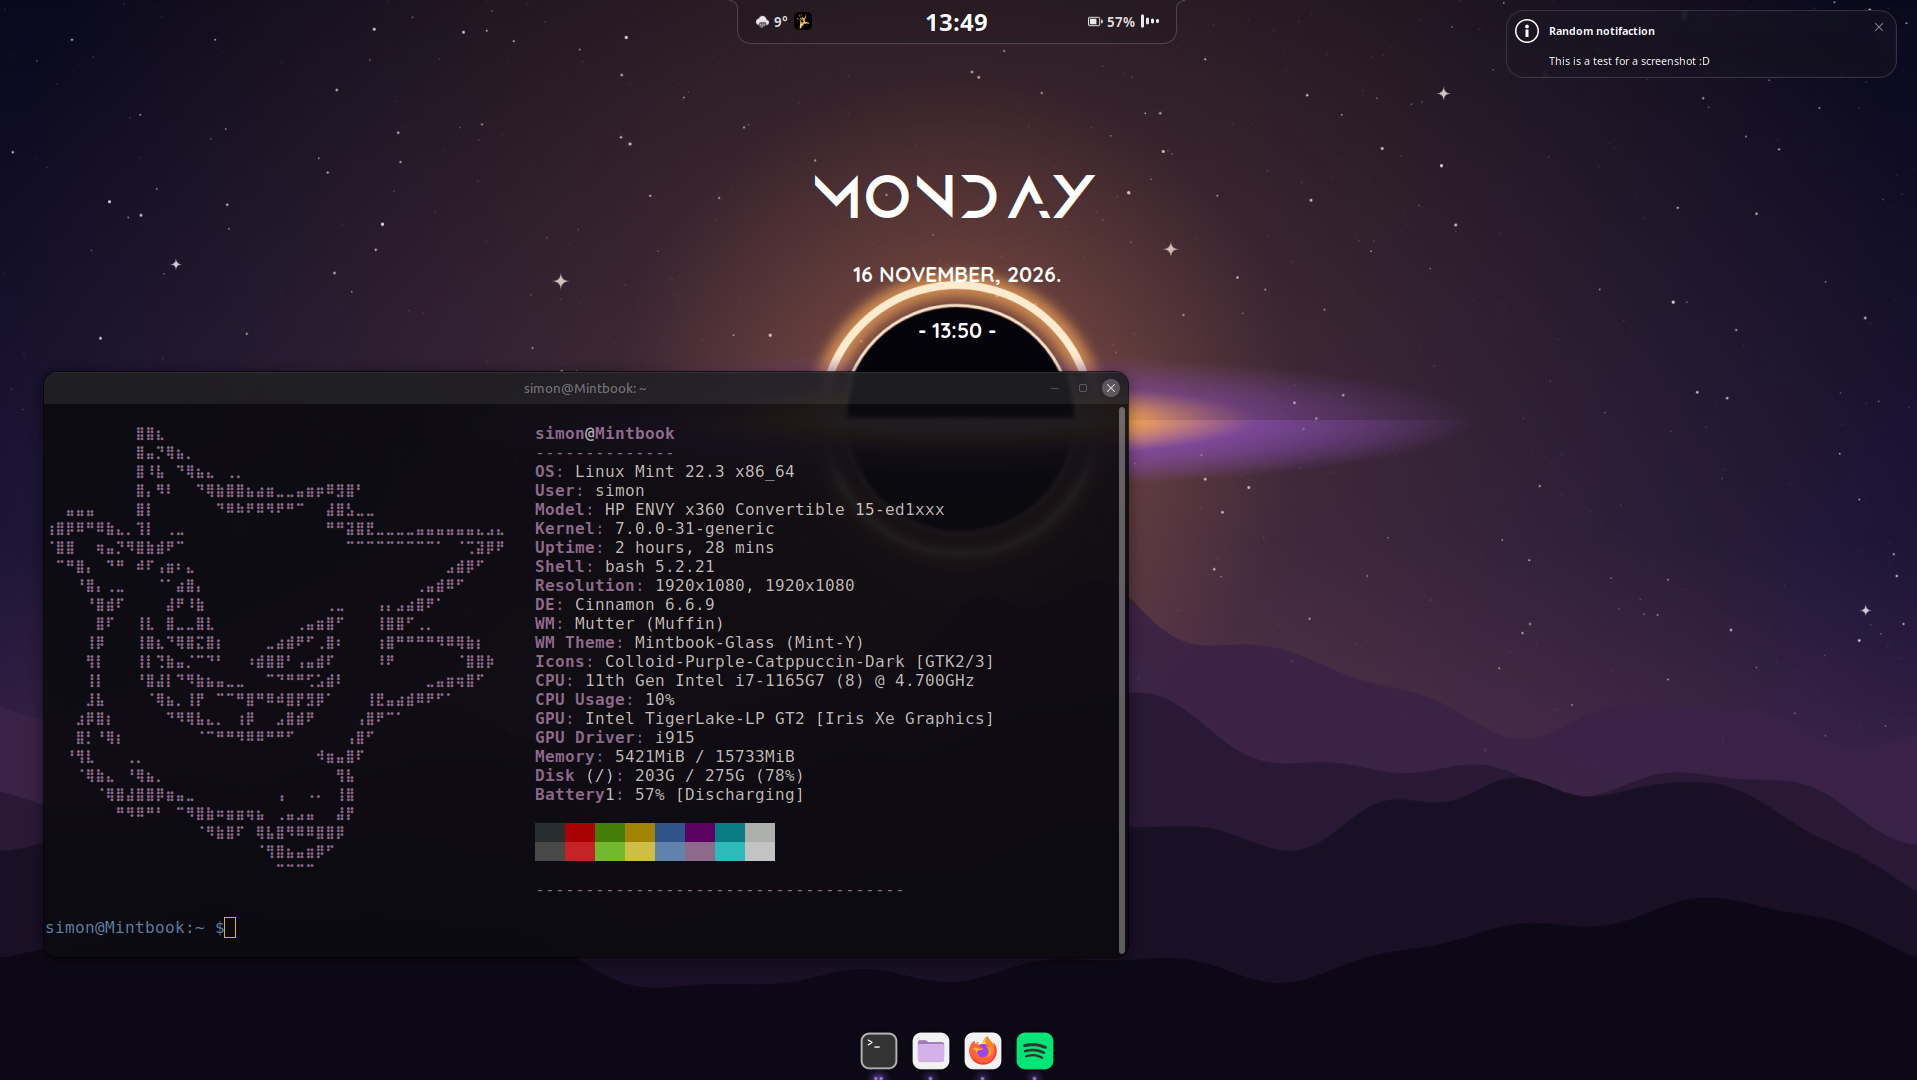 9° 13:49 57%
Random notifaction
This is a test for a screenshot :D
MONDAY
16 NOVEMBER, 2026.
- 13:50 -
simon@Mintbook: ~
simon@Mintbook
--------------
OS: Linux Mint 22.3 x86_64
User: simon
Model: HP ENVY x360 Convertible 15-ed1xxx
Kernel: 7.0.0-31-generic
Uptime: 2 hours, 28 mins
Shell: bash 5.2.21
Resolution: 1920x1080, 1920x1080
DE: Cinnamon 6.6.9
WM: Mutter (Muffin)
WM Theme: Mintbook-Glass (Mint-Y)
Icons: Colloid-Purple-Catppuccin-Dark [GTK2/3]
CPU: 11th Gen Intel i7-1165G7 (8) @ 4.700GHz
CPU Usage: 10%
GPU: Intel TigerLake-LP GT2 [Iris Xe Graphics]
GPU Driver: i915
Memory: 5421MiB / 15733MiB
Disk (/): 203G / 275G (78%)
Battery1: 57% [Discharging]
-------------------------------------
simon@Mintbook:~ $
>_